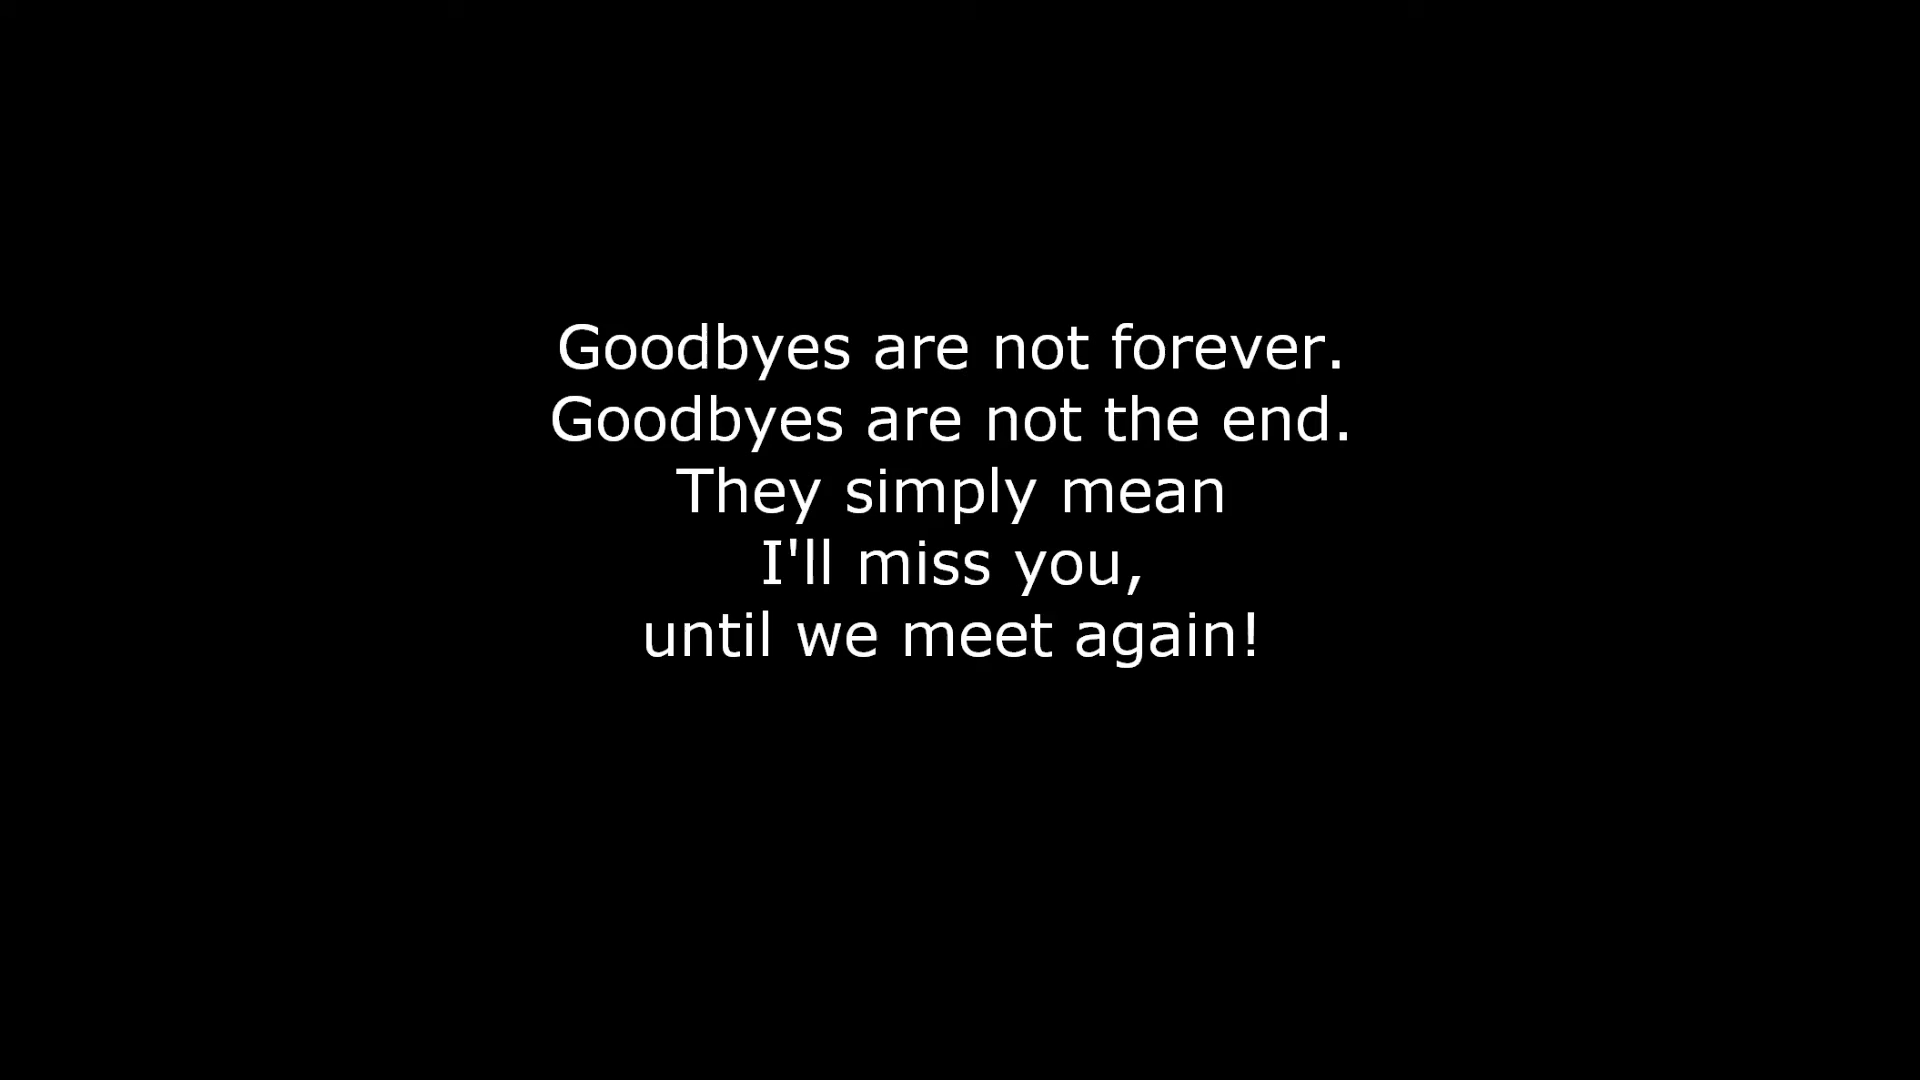 Goodbyes are not forever.
Goodbyes are not the end.
They simply mean
I'll miss you,
until we meet again!